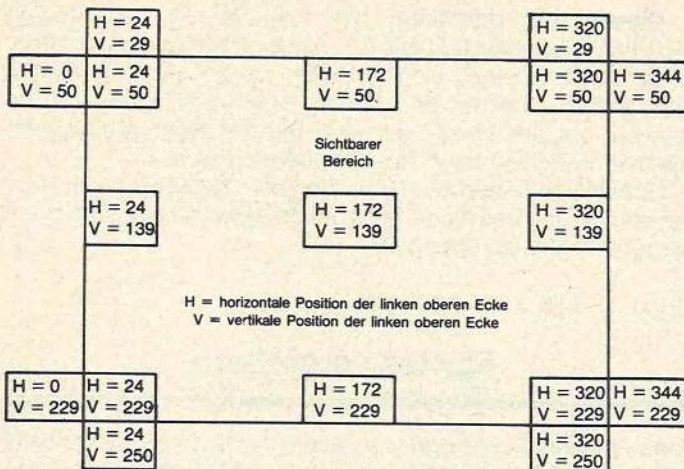 H = 24
V = 29
H = 320
V = 29
H = 0
V = 50
H = 24
V = 50
H = 172
V = 50.
H = 320
V = 50
H = 344
V = 50
Sichtbarer
Bereich
H = 24
V = 139
H = 172
V = 139
H = 320
V = 139
H = horizontale Position der linken oberen Ecke
V = vertikale Position der linken oberen Ecke
H = 0
V = 229
H = 24
V = 229
H = 172
V = 229
H = 320
V = 229
H = 344
V = 229
H = 24
V = 250
H = 320
V = 250